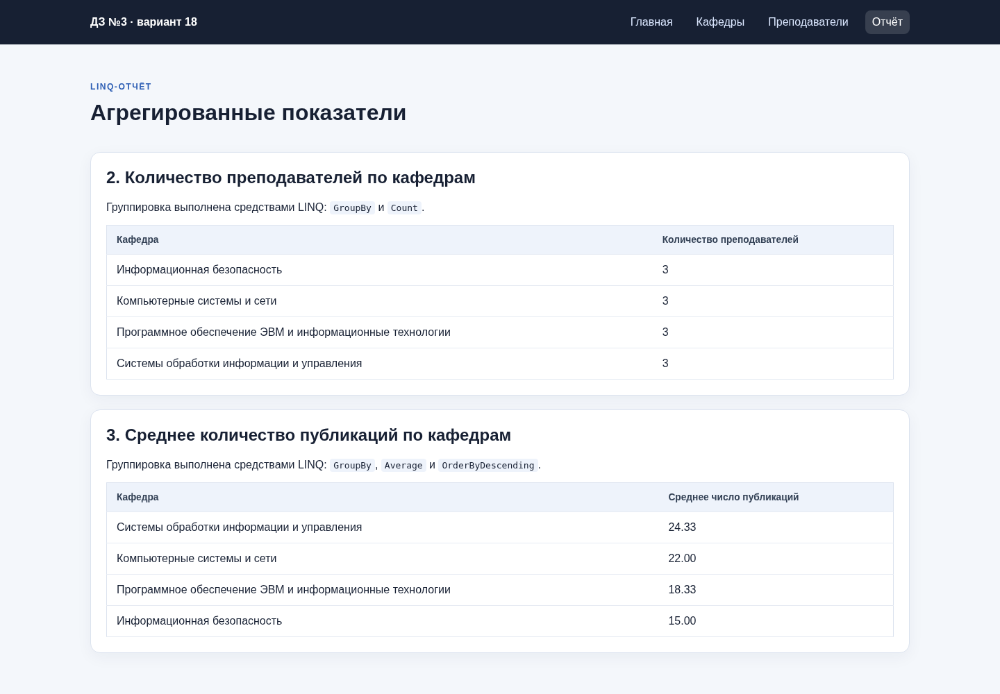 ДЗ №3 · вариант 18
Главная Кафедры Преподаватели Отчёт
LINQ-ОТЧЁТ
Агрегированные показатели
2. Количество преподавателей по кафедрам
Группировка выполнена средствами LINQ: GroupBy и Count.
Кафедра Количество преподавателей
Информационная безопасность 3
Компьютерные системы и сети 3
Программное обеспечение ЭВМ и информационные технологии 3
Системы обработки информации и управления 3
3. Среднее количество публикаций по кафедрам
Группировка выполнена средствами LINQ: GroupBy, Average и OrderByDescending.
Кафедра Среднее число публикаций
Системы обработки информации и управления 24.33
Компьютерные системы и сети 22.00
Программное обеспечение ЭВМ и информационные технологии 18.33
Информационная безопасность 15.00